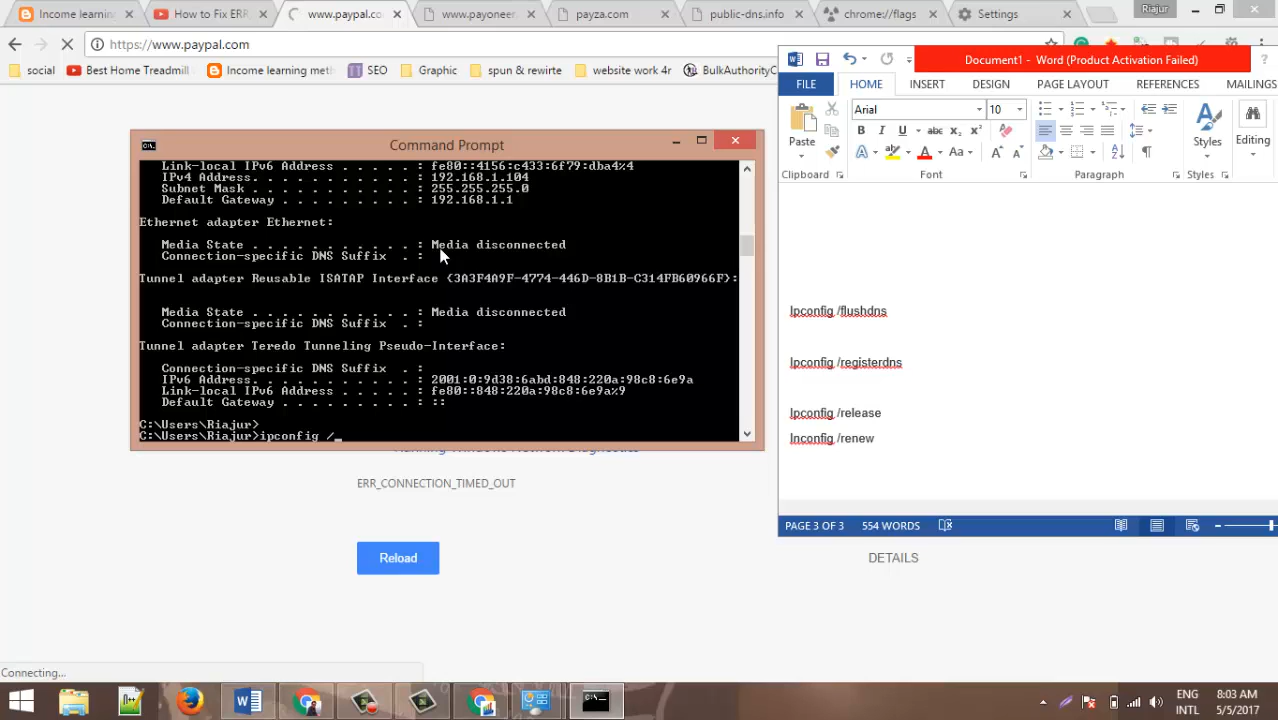 Income learning
How to Fix ERR
www.paypal.co
www.payoneer
payza.com
public-dns.info
chrome://flags
Settings
Riajur
https://www.paypal.com
social
Best Home Treadmill
Income learning met
SEO
Graphic
spun & rewrite
website work 4r
BulkAuthorityC
Document1 - Word (Product Activation Failed)
FILE
HOME
INSERT
DESIGN
PAGE LAYOUT
REFERENCES
MAILINGS
Arial
10
Paste
Styles
Editing
Clipboard
Font
Paragraph
Styles
Command Prompt
Link-local IPv6 Address . . . . . : fe80::4156:c433:6f79:dba4%4
IPv4 Address. . . . . . . . . . . : 192.168.1.104
Subnet Mask . . . . . . . . . . . : 255.255.255.0
Default Gateway . . . . . . . . . : 192.168.1.1
Ethernet adapter Ethernet:
Media State . . . . . . . . . . . : Media disconnected
Connection-specific DNS Suffix . :
Tunnel adapter Reusable ISATAP Interface {3A3F4A9F-4774-446D-8B1B-C314FB60966F}:
Media State . . . . . . . . . . . : Media disconnected
Connection-specific DNS Suffix . :
Tunnel adapter Teredo Tunneling Pseudo-Interface:
Connection-specific DNS Suffix . :
IPv6 Address. . . . . . . . . . . : 2001:0:9d38:6abd:848:220a:98c8:6e9a
Link-local IPv6 Address . . . . . : fe80::848:220a:98c8:6e9a%9
Default Gateway . . . . . . . . . : ::
C:\Users\Riajur>
C:\Users\Riajur>ipconfig /_
Ipconfig /flushdns
Ipconfig /registerdns
Ipconfig /release
Inconfig /renew
PAGE 3 OF 3
554 WORDS
Running Windows Network Diagnostics
ERR_CONNECTION_TIMED_OUT
Reload
DETAILS
Connecting...
ENG
INTL
8:03 AM
5/5/2017